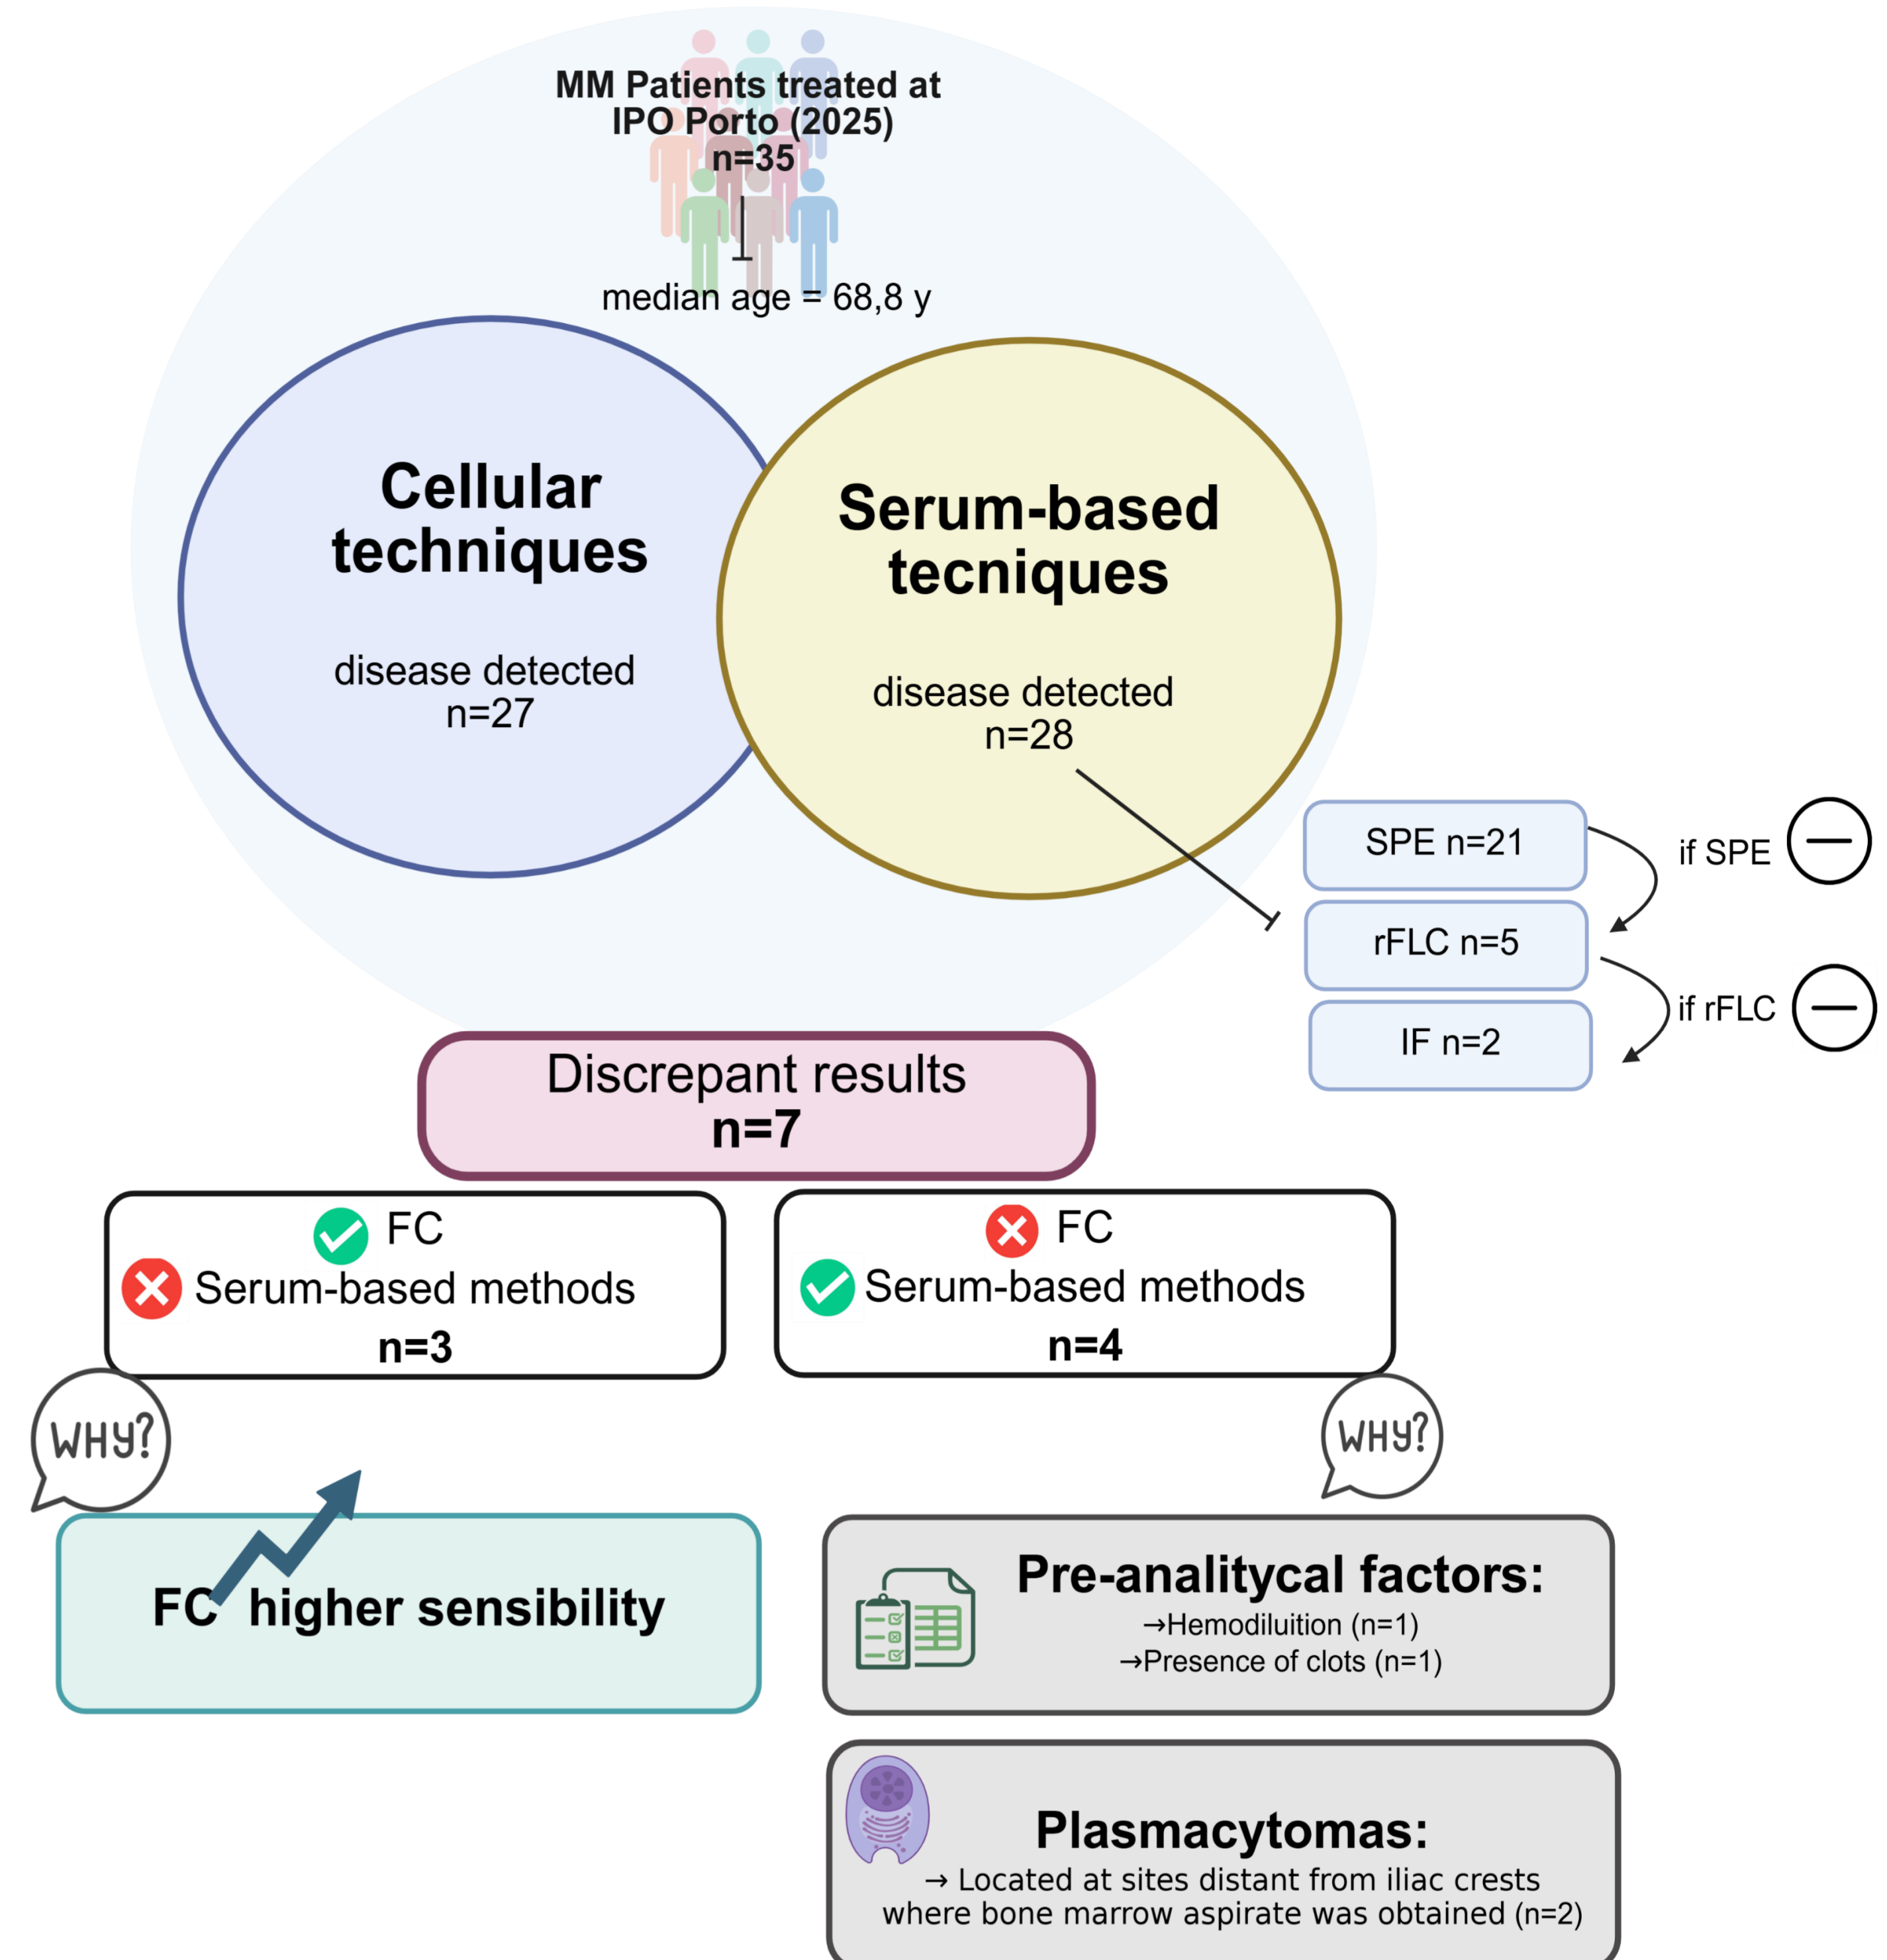 MM Patients treated at
IPO Porto (2025)
n=35
median age = 68,8 y
Cellular
techniques
disease detected
n=27
Serum-based
tecniques
disease detected
n=28
SPE n=21
if SPE
rFLC n=5
if rFLC
IF n=2
Discrepant results
n=7
FC
Serum-based methods
n=3
FC
Serum-based methods
n=4
WHY?
WHY?
FC higher sensibility
Pre-analitycal factors:
→Hemodiluition (n=1)
→Presence of clots (n=1)
Plasmacytomas:
→ Located at sites distant from iliac crests
where bone marrow aspirate was obtained (n=2)